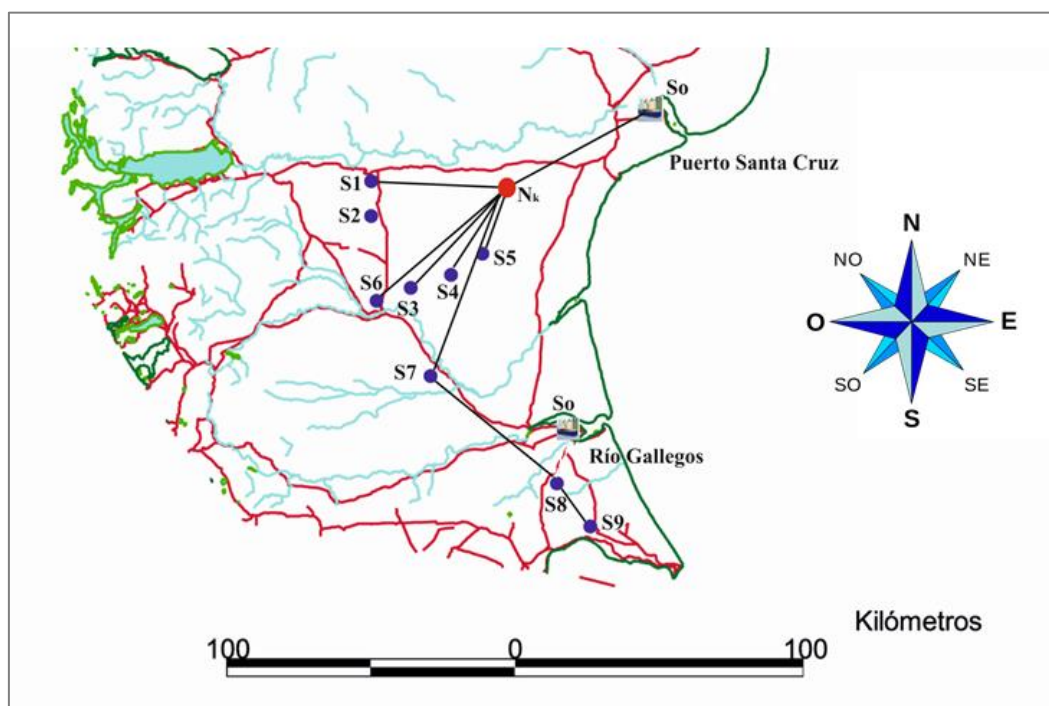 So
Puerto Santa Cruz
S1
Nk
S2
S5
S6
S3
S4
S7
So
Río Gallegos
S8
S9
N
NO
NE
O
E
SO
SE
S
Kilómetros
100
0
100